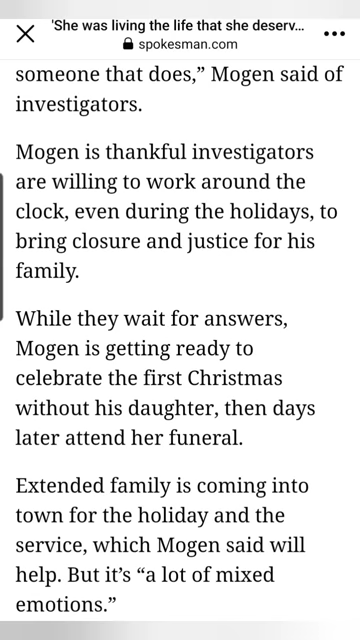 'She was living the life that she deserv...
spokesman.com
someone that does,” Mogen said of
investigators.
Mogen is thankful investigators
are willing to work around the
clock, even during the holidays, to
bring closure and justice for his
family.
While they wait for answers,
Mogen is getting ready to
celebrate the first Christmas
without his daughter, then days
later attend her funeral.
Extended family is coming into
town for the holiday and the
service, which Mogen said will
help. But it’s “a lot of mixed
emotions.”